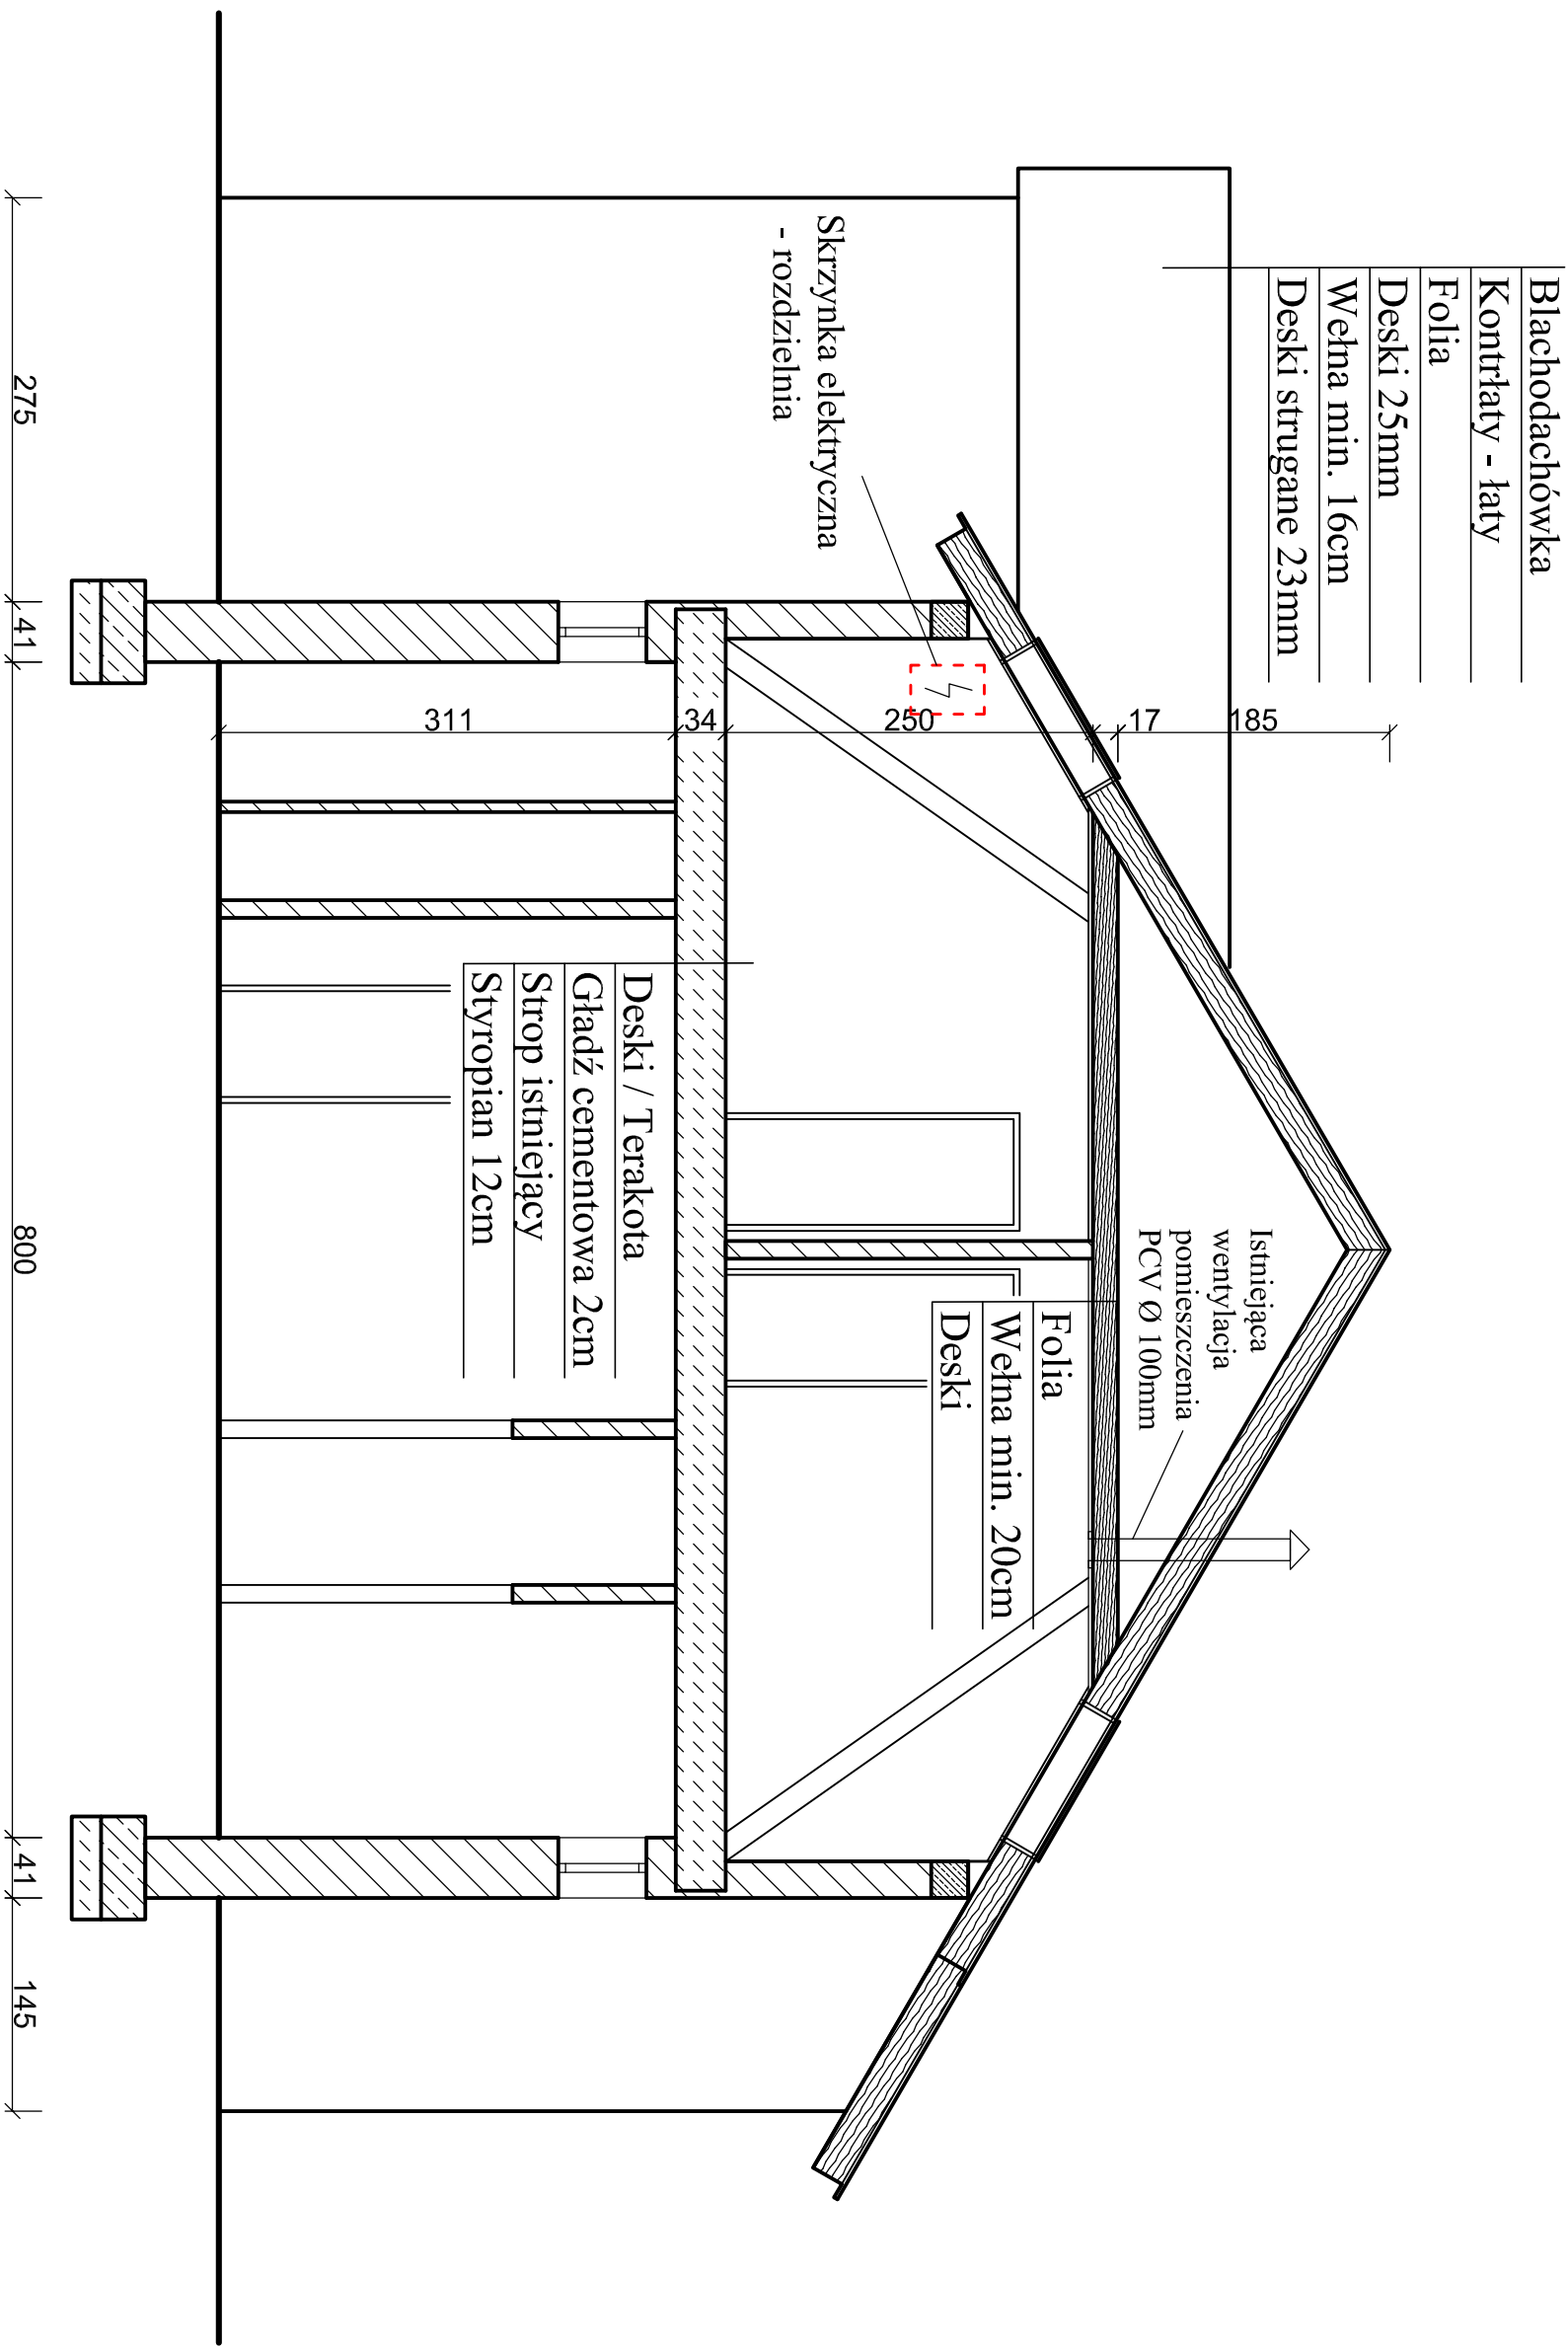 Blachodachówka
Kontrłaty - łaty
Folia
Deski 25mm
Wełna min. 16cm
Deski strugane 23mm
Skrzynka elektryczna
- rozdzielnia
Istniejąca
wentylacja
pomieszczenia
PCV Ø 100mm
Folia
Wełna min. 20cm
Deski
Deski / Terakota
Gładź cementowa 2cm
Strop istniejący
Styropian 12cm
185
17
250
34
311
275
41
800
41
145